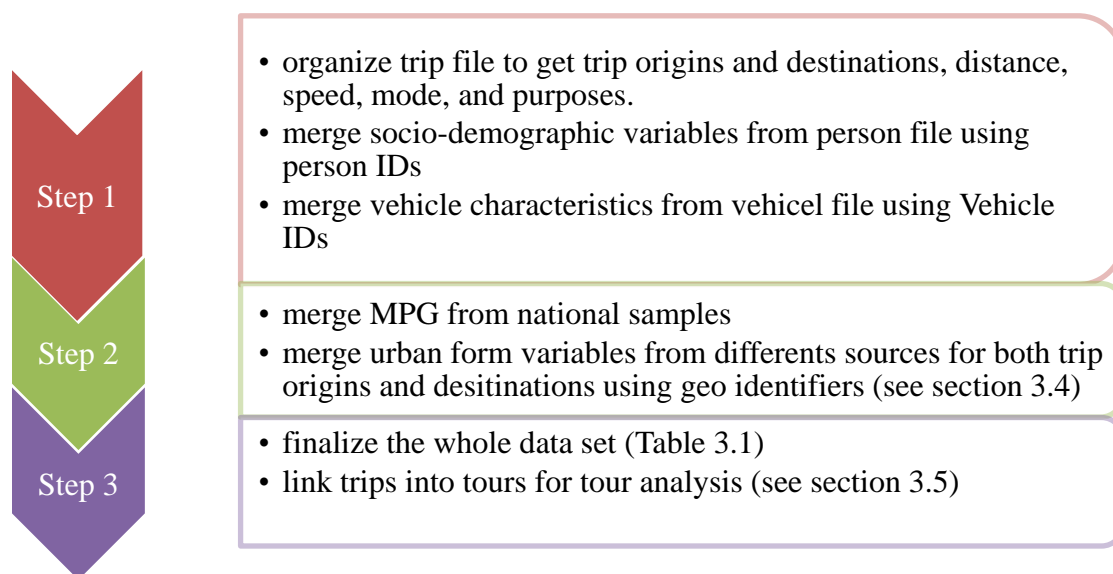 Step 1
• organize trip file to get trip origins and destinations, distance,
speed, mode, and purposes.
• merge socio-demographic variables from person file using
person IDs
• merge vehicle characteristics from vehicel file using Vehicle
IDs
Step 2
• merge MPG from national samples
• merge urban form variables from differents sources for both trip
origins and desitinations using geo identifiers (see section 3.4)
Step 3
• finalize the whole data set (Table 3.1)
• link trips into tours for tour analysis (see section 3.5)